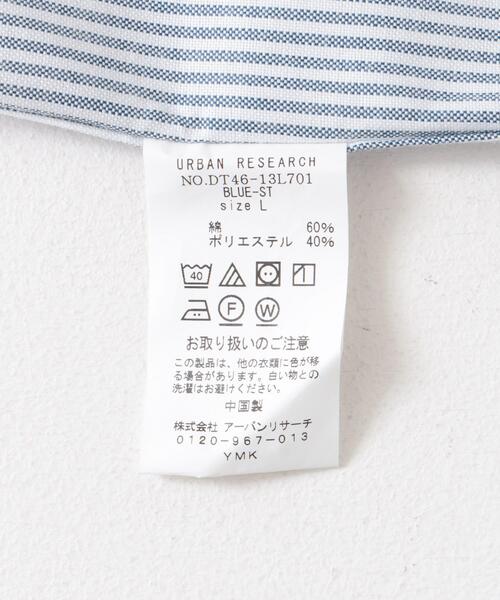 URBAN RESEARCH
NO.DT46-13L701
BLUE-ST
size L
綿 60%
ポリエステル 40%
40
F W
お取り扱いのご注意
この製品は、他の衣類に色が移
る場合があります。白い物との
洗濯はお避けください。
中国製
株式会社 アーバンリサーチ
0120-967-013
YMK